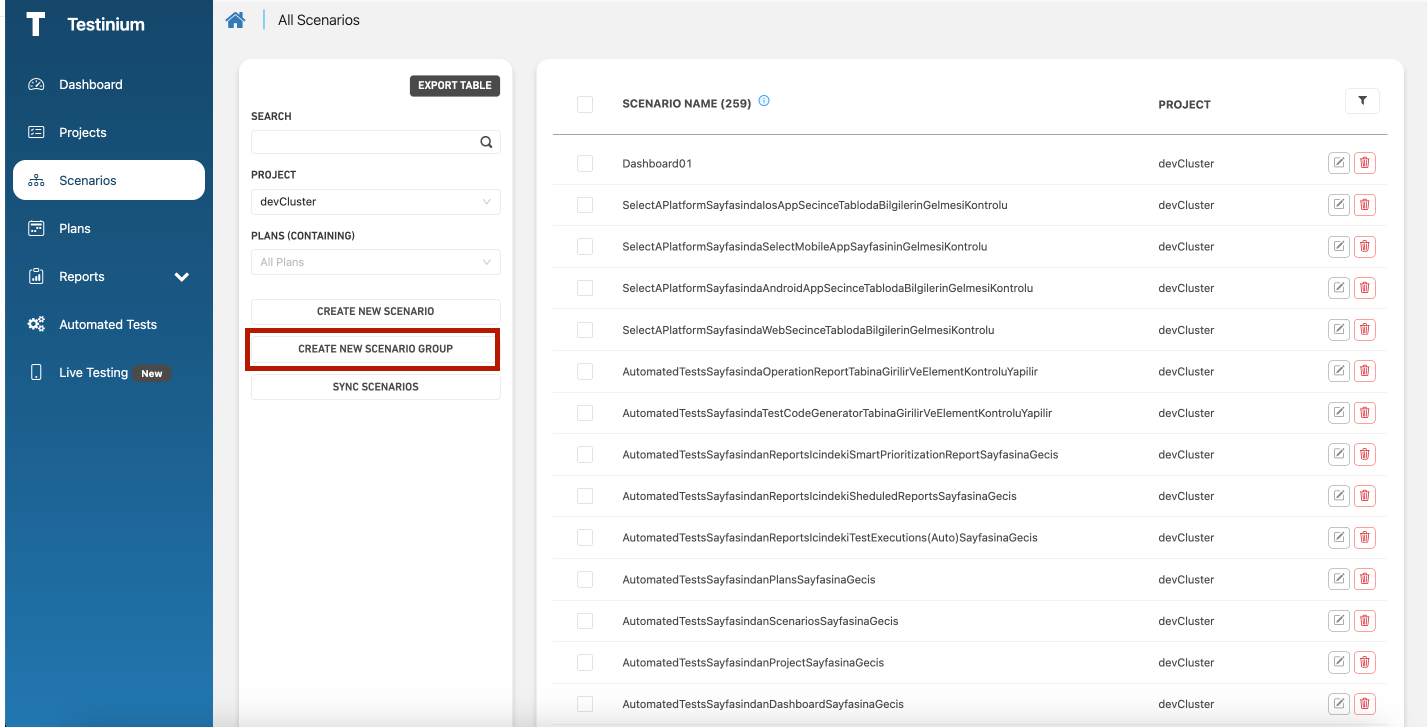 Testinium
All Scenarios
Dashboard
Projects
Scenarios
Plans
Reports
Automated Tests
Live Testing New
EXPORT TABLE
SEARCH
PROJECT
devCluster
PLANS (CONTAINING)
All Plans
CREATE NEW SCENARIO
CREATE NEW SCENARIO GROUP
SYNC SCENARIOS
SCENARIO NAME (259) PROJECT
Dashboard01 devCluster
SelectAPlatformSayfasindaIosAppSecinceTablodaBilgilerinGelmesiKontrolu devCluster
SelectAPlatformSayfasindaSelectMobileAppSayfasininGelmesiKontrolu devCluster
SelectAPlatformSayfasindaAndroidAppSecinceTablodaBilgilerinGelmesiKontrolu devCluster
SelectAPlatformSayfasindaWebSecinceTablodaBilgilerinGelmesiKontrolu devCluster
AutomatedTestsSayfasindaOperationReportTabinaGirilirVeElementKontroluYapilir devCluster
AutomatedTestsSayfasindaTestCodeGeneratorTabinaGirilirVeElementKontroluYapilir devCluster
AutomatedTestsSayfasindanReportsIcindekiSmartPrioritizationReportSayfasinaGecis devCluster
AutomatedTestsSayfasindanReportsIcindekiSheduledReportsSayfasinaGecis devCluster
AutomatedTestsSayfasindanReportsIcindekiTestExecutions(Auto)SayfasinaGecis devCluster
AutomatedTestsSayfasindanPlansSayfasinaGecis devCluster
AutomatedTestsSayfasindanScenariosSayfasinaGecis devCluster
AutomatedTestsSayfasindanProjectSayfasinaGecis devCluster
AutomatedTestsSayfasindanDashboardSayfasinaGecis devCluster